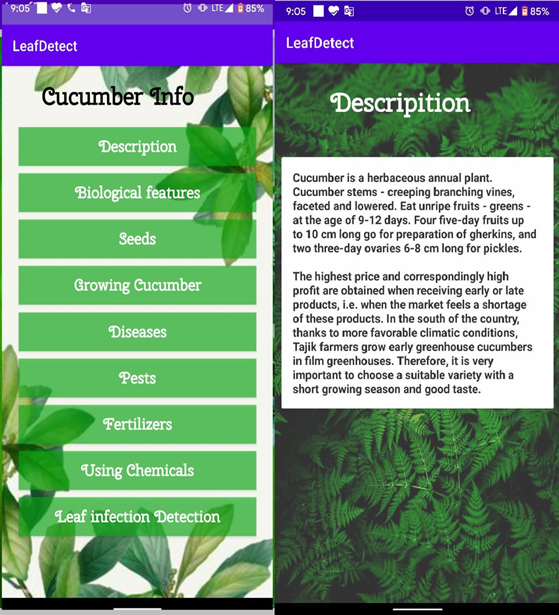 9:05 LTE 85%
LeafDetect
Cucumber Info
Description
Biological features
Seeds
Growing Cucumber
Diseases
Pests
Fertilizers
Using Chemicals
Leaf infection Detection
9:05 LTE 85%
LeafDetect
Descripition
Cucumber is a herbaceous annual plant.
Cucumber stems - creeping branching vines,
faceted and lowered. Eat unripe fruits - greens -
at the age of 9-12 days. Four five-day fruits up
to 10 cm long go for preparation of gherkins, and
two three-day ovaries 6-8 cm long for pickles.
The highest price and correspondingly high
profit are obtained when receiving early or late
products, i.e. when the market feels a shortage
of these products. In the south of the country,
thanks to more favorable climatic conditions,
Tajik farmers grow early greenhouse cucumbers
in film greenhouses. Therefore, it is very
important to choose a suitable variety with a
short growing season and good taste.